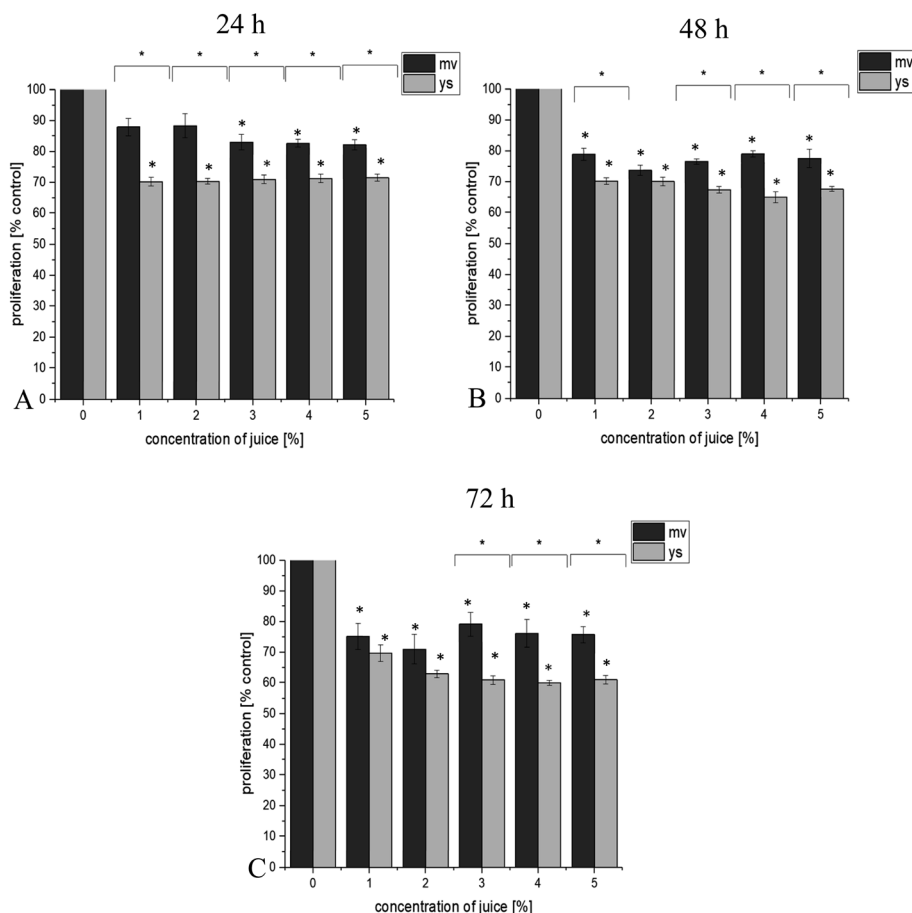 24 h
* * * * *
mv
ys
proliferation [% control]
100
90
80
70
60
50
40
30
20
10
0
* * *
* * * * *
0 1 2 3 4 5
concentration of juice [%]
A
48 h
* * * *
mv
ys
proliferation [% control]
100
90
80
70
60
50
40
30
20
10
0
* * * * *
* * * * *
0 1 2 3 4 5
concentration of juice [%]
B
72 h
* * *
mv
ys
proliferation [% control]
100
90
80
70
60
50
40
30
20
10
0
* * * * *
* * * * *
0 1 2 3 4 5
concentration of juice [%]
C